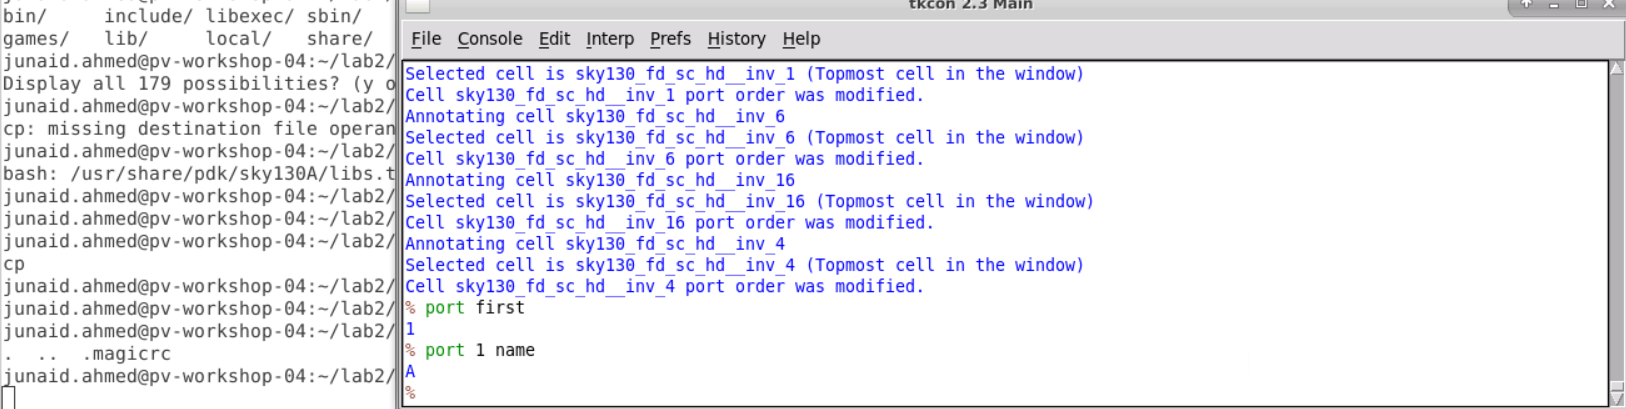 bin/     include/ libexec/ sbin/
games/   lib/     local/   share/
junaid.ahmed@pv-workshop-04:~/lab2/
Display all 179 possibilities? (y o
junaid.ahmed@pv-workshop-04:~/lab2/
cp: missing destination file operan
junaid.ahmed@pv-workshop-04:~/lab2/
bash: /usr/share/pdk/sky130A/libs.t
junaid.ahmed@pv-workshop-04:~/lab2/
junaid.ahmed@pv-workshop-04:~/lab2/
junaid.ahmed@pv-workshop-04:~/lab2/
cp
junaid.ahmed@pv-workshop-04:~/lab2/
junaid.ahmed@pv-workshop-04:~/lab2/
junaid.ahmed@pv-workshop-04:~/lab2/
.  ..  .magicrc
junaid.ahmed@pv-workshop-04:~/lab2/
tkcon 2.3 Main
File Console Edit Interp Prefs History Help
Selected cell is sky130_fd_sc_hd__inv_1 (Topmost cell in the window)
Cell sky130_fd_sc_hd__inv_1 port order was modified.
Annotating cell sky130_fd_sc_hd__inv_6
Selected cell is sky130_fd_sc_hd__inv_6 (Topmost cell in the window)
Cell sky130_fd_sc_hd__inv_6 port order was modified.
Annotating cell sky130_fd_sc_hd__inv_16
Selected cell is sky130_fd_sc_hd__inv_16 (Topmost cell in the window)
Cell sky130_fd_sc_hd__inv_16 port order was modified.
Annotating cell sky130_fd_sc_hd__inv_4
Selected cell is sky130_fd_sc_hd__inv_4 (Topmost cell in the window)
Cell sky130_fd_sc_hd__inv_4 port order was modified.
% port first
1
% port 1 name
A
%